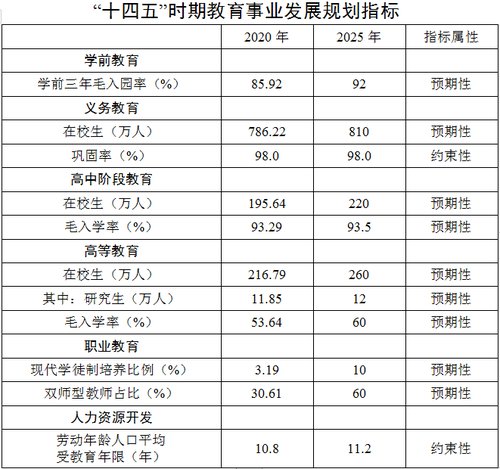 “十四五”时期教育事业发展规划指标
2020 年 2025 年 指标属性
学前教育
学前三年毛入园率（%） 85.92 92 预期性
义务教育
在校生（万人） 786.22 810 预期性
巩固率（%） 98.0 98.0 约束性
高中阶段教育
在校生（万人） 195.64 220 预期性
毛入学率（%） 93.29 93.5 预期性
高等教育
在校生（万人） 216.79 260 预期性
其中：研究生（万人） 11.85 12 预期性
毛入学率（%） 53.64 60 预期性
职业教育
现代学徒制培养比例（%） 3.19 10 预期性
双师型教师占比（%） 30.61 60 预期性
人力资源开发
劳动年龄人口平均
受教育年限（年） 10.8 11.2 约束性